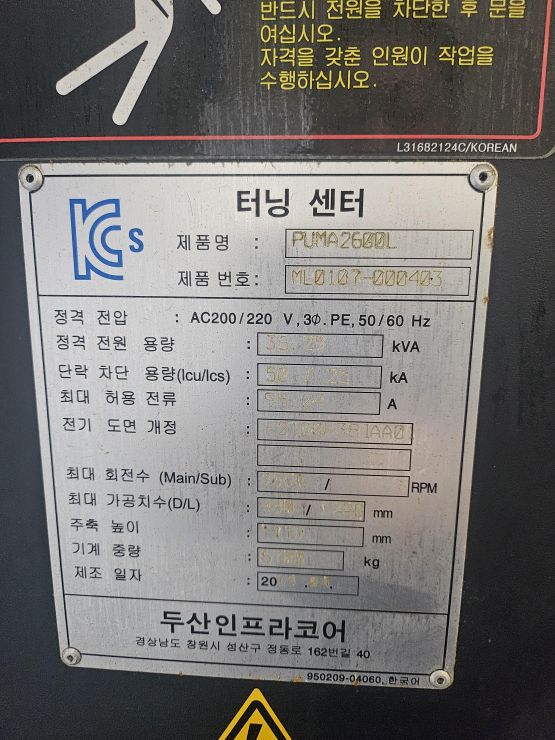 반드시 전원을 차단한 후 문을
여십시오.
자격을 갖춘 인원이 작업을
수행하십시오.
L31682124C/KOREAN
KCs
터닝 센터
제품명 : PUMA2600L
제품 번호: ML0107-000403
정격 전압 : AC200/220 V,3Φ.PE,50/60 Hz
정격 전원 용량 : kVA
단락 차단 용량(Icu/Ics) : 50 / 25 kA
최대 허용 전류 : A
전기 도면 개정 :
최대 회전수 (Main/Sub) : / RPM
최대 가공치수(D/L) : / mm
주축 높이 : mm
기계 중량 : kg
제조 일자 : 20
두산인프라코어
경상남도 창원시 성산구 정동로 162번길 40
950209-04060, 한국어